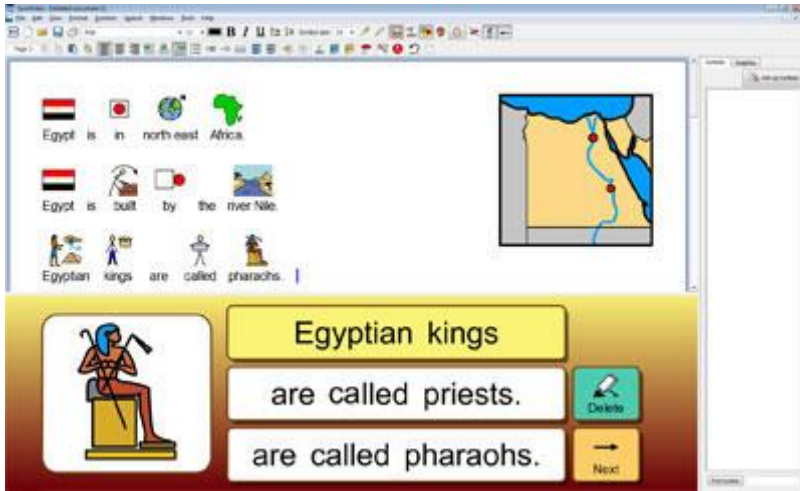 Egypt is in north east Africa.
Egypt is built by the river Nile.
Egyptian kings are called pharaohs.
Egyptian kings
are called priests.
are called pharaohs.
Delete
Next